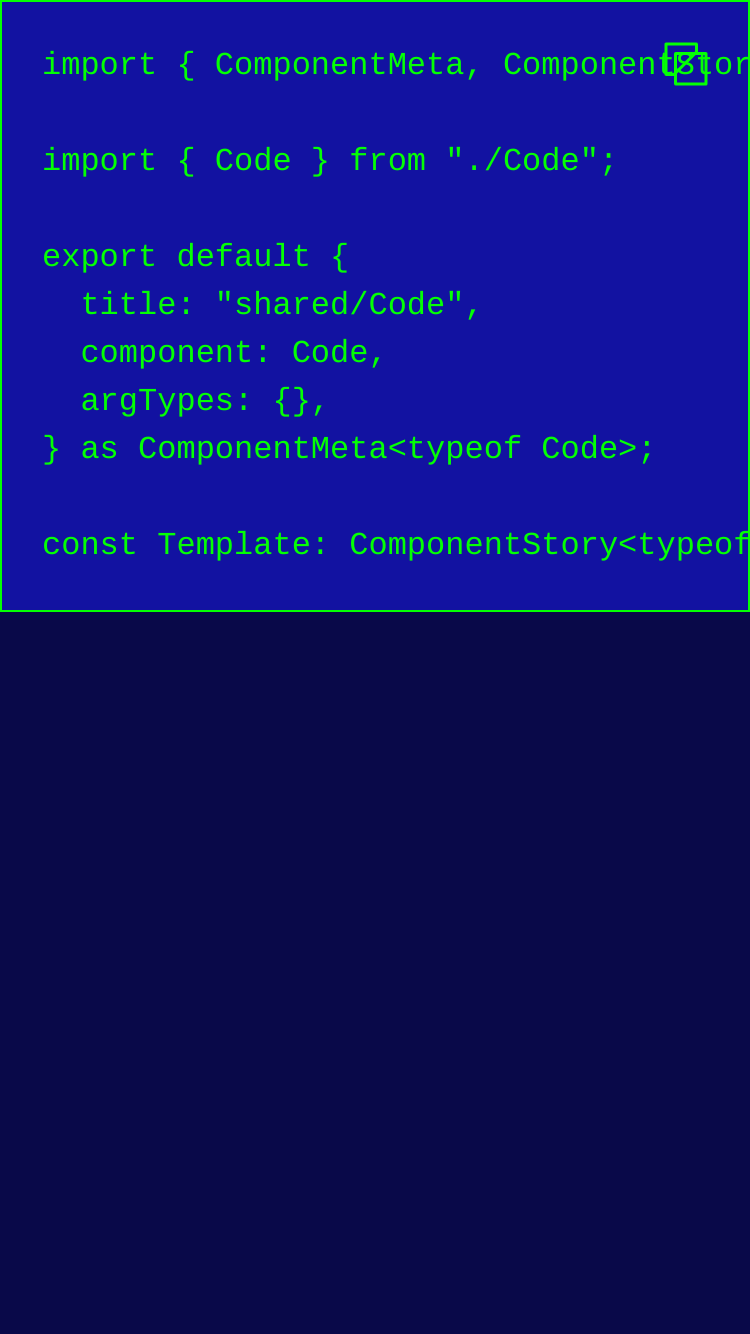 import { ComponentMeta,
import { Code } from "./Code";
export default {
title: "shared/Code",
component: Code,
argTypes: {},
} as ComponentMeta<typeof Code>;
const Template: ComponentStory<typeof